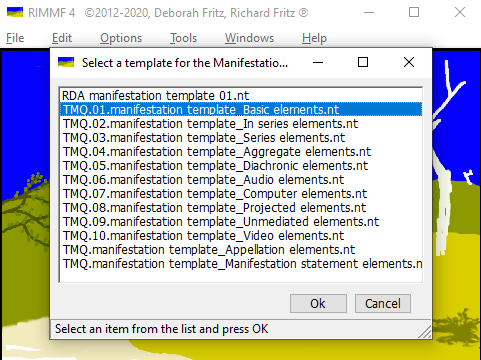 RIMMF 4 ©2012-2020, Deborah Fritz, Richard Fritz ®
File Edit Options Tools Windows Help
Select a template for the Manifestatio...
RDA manifestation template 01.nt
TMQ.01.manifestation template_Basic elements.nt
TMQ.02.manifestation template_In series elements.nt
TMQ.03.manifestation template_Series elements.nt
TMQ.04.manifestation template_Aggregate elements.nt
TMQ.05.manifestation template_Diachronic elements.nt
TMQ.06.manifestation template_Audio elements.nt
TMQ.07.manifestation template_Computer elements.nt
TMQ.08.manifestation template_Projected elements.nt
TMQ.09.manifestation template_Unmediated elements.nt
TMQ.10.manifestation template_Video elements.nt
TMQ.manifestation template_Appellation elements.nt
TMQ.manifestation template_Manifestation statement elements.n
Ok Cancel
Select an item from the list and press OK